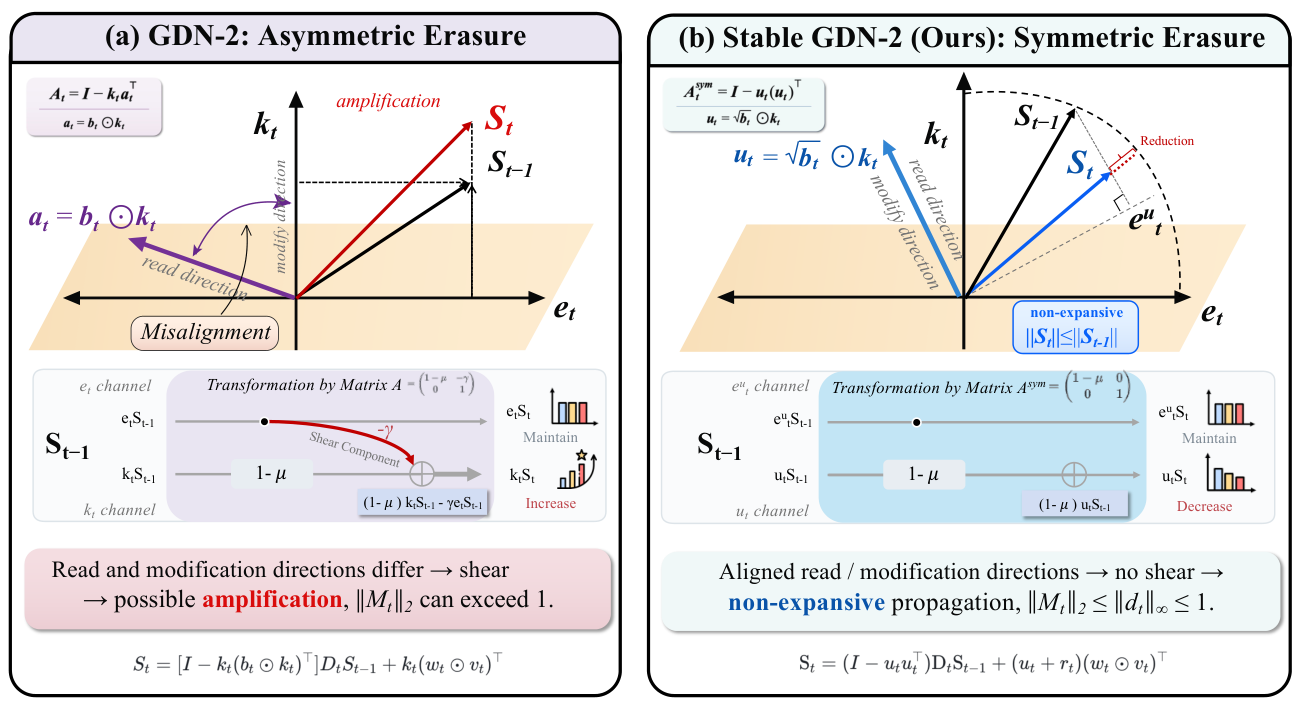 (a) GDN-2: Asymmetric Erasure
A_t = I − k_t a_t^⊤
a_t = b_t ⊙ k_t
amplification
k_t
S_t
S_{t−1}
a_t = b_t ⊙ k_t
modify direction
read direction
Misalignment
e_t
e_t channel
Transformation by Matrix A = (1−μ −γ
0 1)
e_tS_{t-1}
-γ
Shear Component
e_tS_t
Maintain
S_{t−1}
k_tS_{t-1}
1- μ
k_tS_t
Increase
(1- μ ) k_tS_{t-1} - γe_tS_{t-1}
k_t channel
Read and modification directions differ → shear
→ possible amplification, ‖M_t‖_2 can exceed 1.
S_t = [I − k_t(b_t ⊙ k_t)^⊤]D_tS_{t−1} + k_t(w_t ⊙ v_t)^⊤
(b) Stable GDN-2 (Ours): Symmetric Erasure
A_t^{sym} = I − u_t(u_t)^⊤
u_t = √b_t ⊙ k_t
k_t
S_{t−1}
Reduction
u_t = √b_t ⊙ k_t
S_t
read direction
modify direction
e^u_t
non-expansive
||S_t||≤||S_{t-1}||
e_t
e^u_t channel
Transformation by Matrix A^{sym} = (1−μ 0
0 1)
e^u_tS_{t-1}
e^u_tS_t
Maintain
S_{t−1}
u_tS_{t-1}
1- μ
u_tS_t
Decrease
(1- μ ) u_tS_{t-1}
u_t channel
Aligned read / modification directions → no shear →
non-expansive propagation, ‖M_t‖_2 ≤ ‖d_t‖_∞ ≤ 1.
S_t = (I − u_tu_t^⊤)D_tS_{t−1} + (u_t + r_t)(w_t ⊙ v_t)^⊤